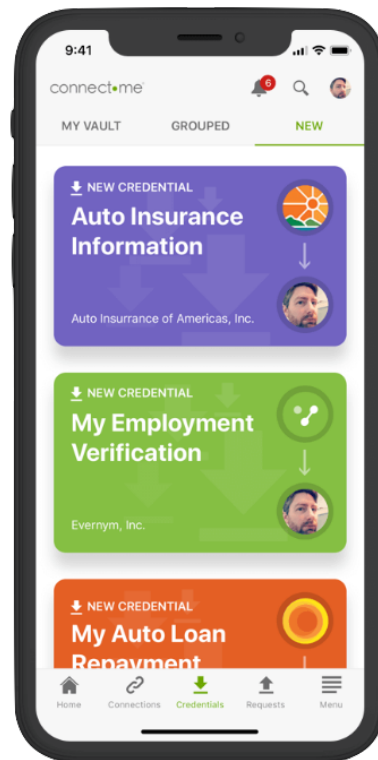 9:41
connect•me
6
MY VAULT GROUPED NEW
NEW CREDENTIAL
Auto Insurance
Information
Auto Insurrance of Americas, Inc.
NEW CREDENTIAL
My Employment
Verification
Evernym, Inc.
NEW CREDENTIAL
My Auto Loan
Repayment
Home Connections Credentials Requests Menu